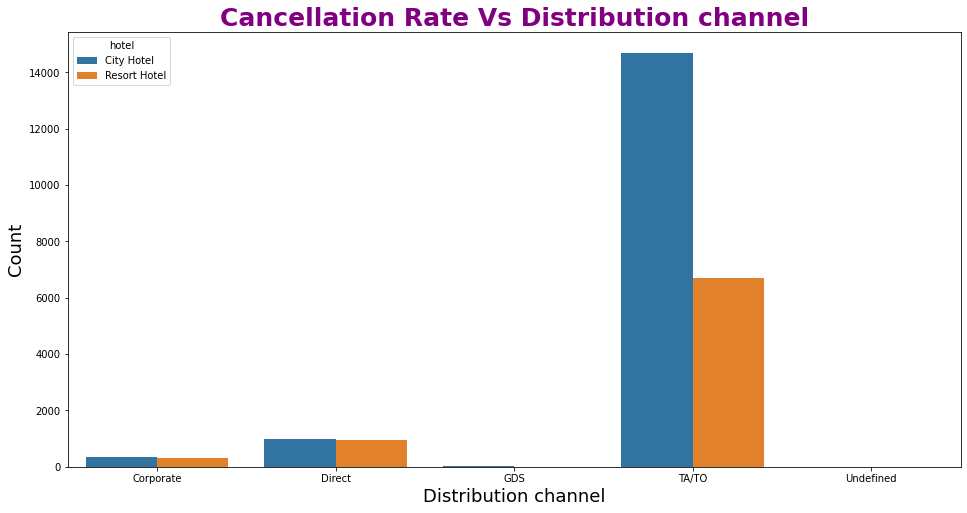 Cancellation Rate Vs Distribution channel
hotel
City Hotel
Resort Hotel
Count
14000
12000
10000
8000
6000
4000
2000
0
Corporate Direct GDS TA/TO Undefined
Distribution channel